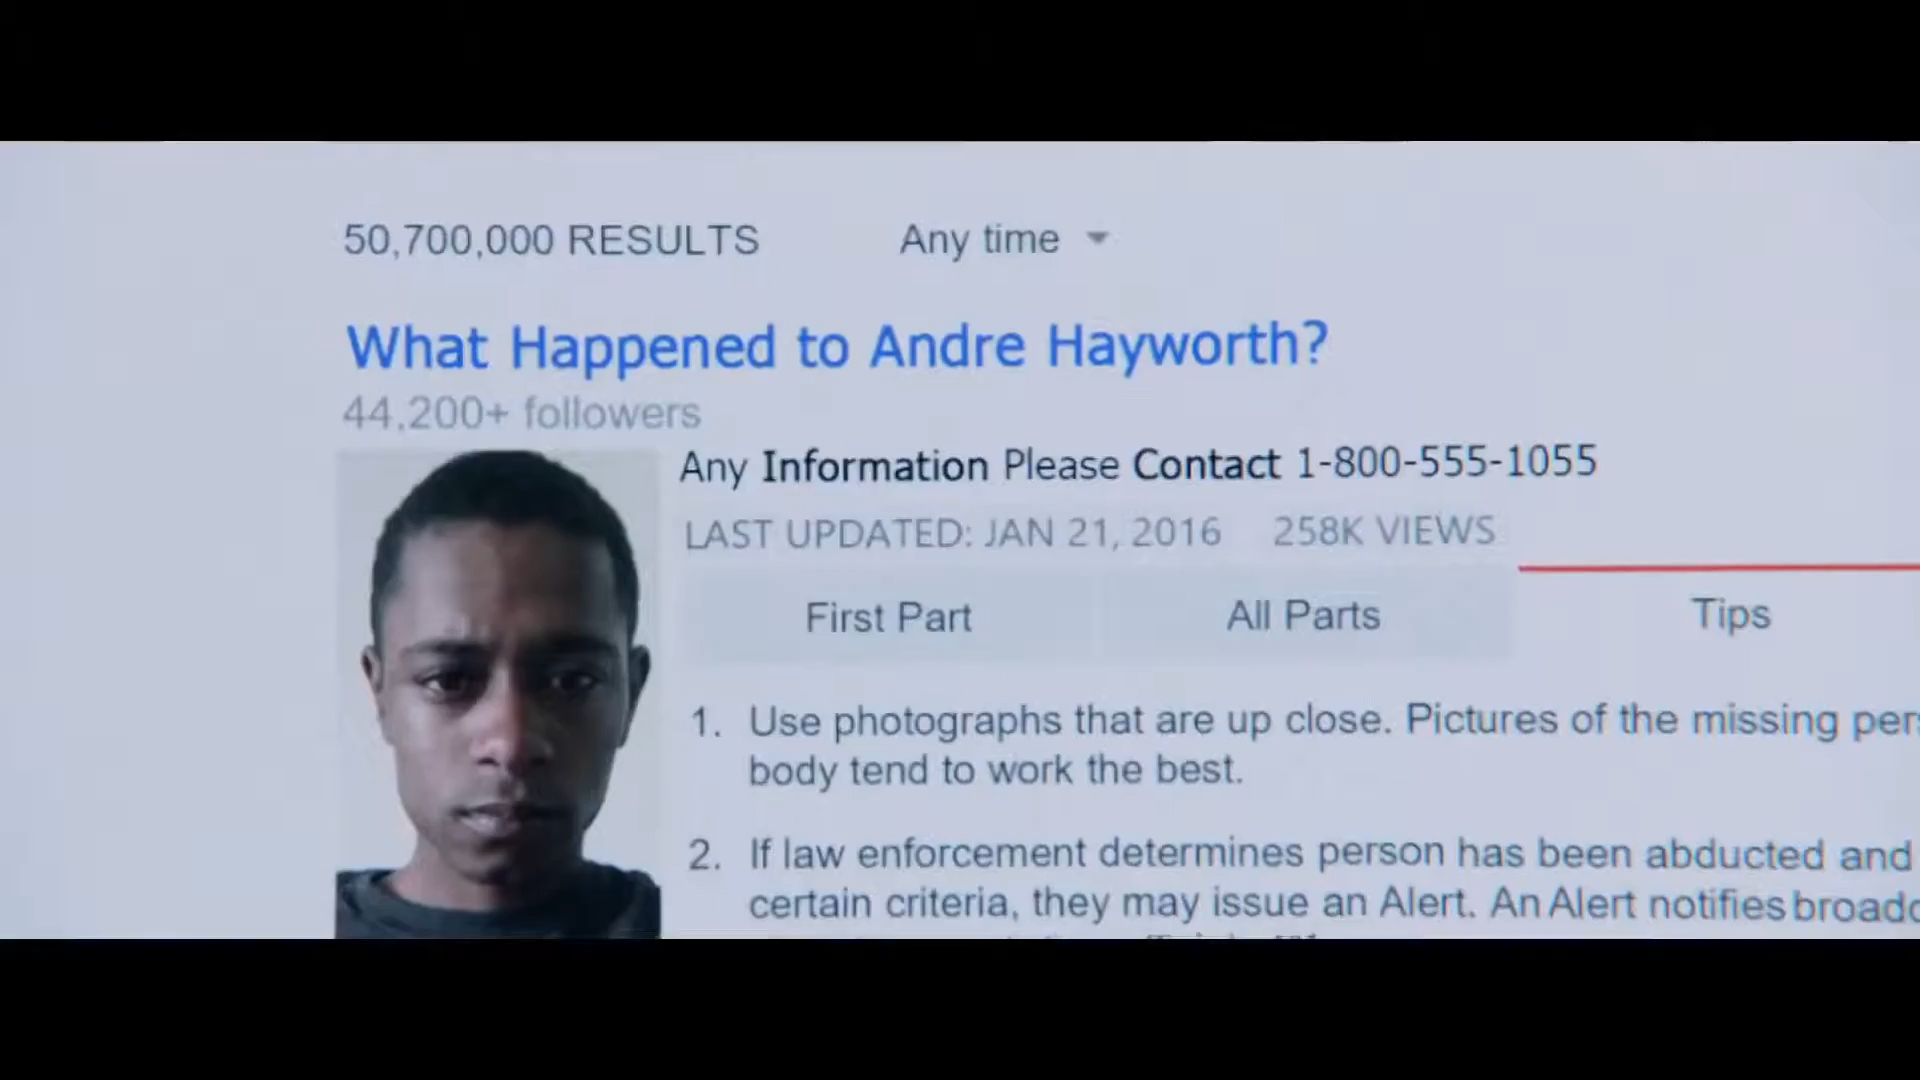 50,700,000 RESULTS Any time
What Happened to Andre Hayworth?
44,200+ followers
Any Information Please Contact 1-800-555-1055
LAST UPDATED: JAN 21, 2016 258K VIEWS
First Part All Parts Tips
1. Use photographs that are up close. Pictures of the missing
body tend to work the best.
2. If law enforcement determines person has been abducted and
certain criteria, they may issue an Alert. An Alert notifies